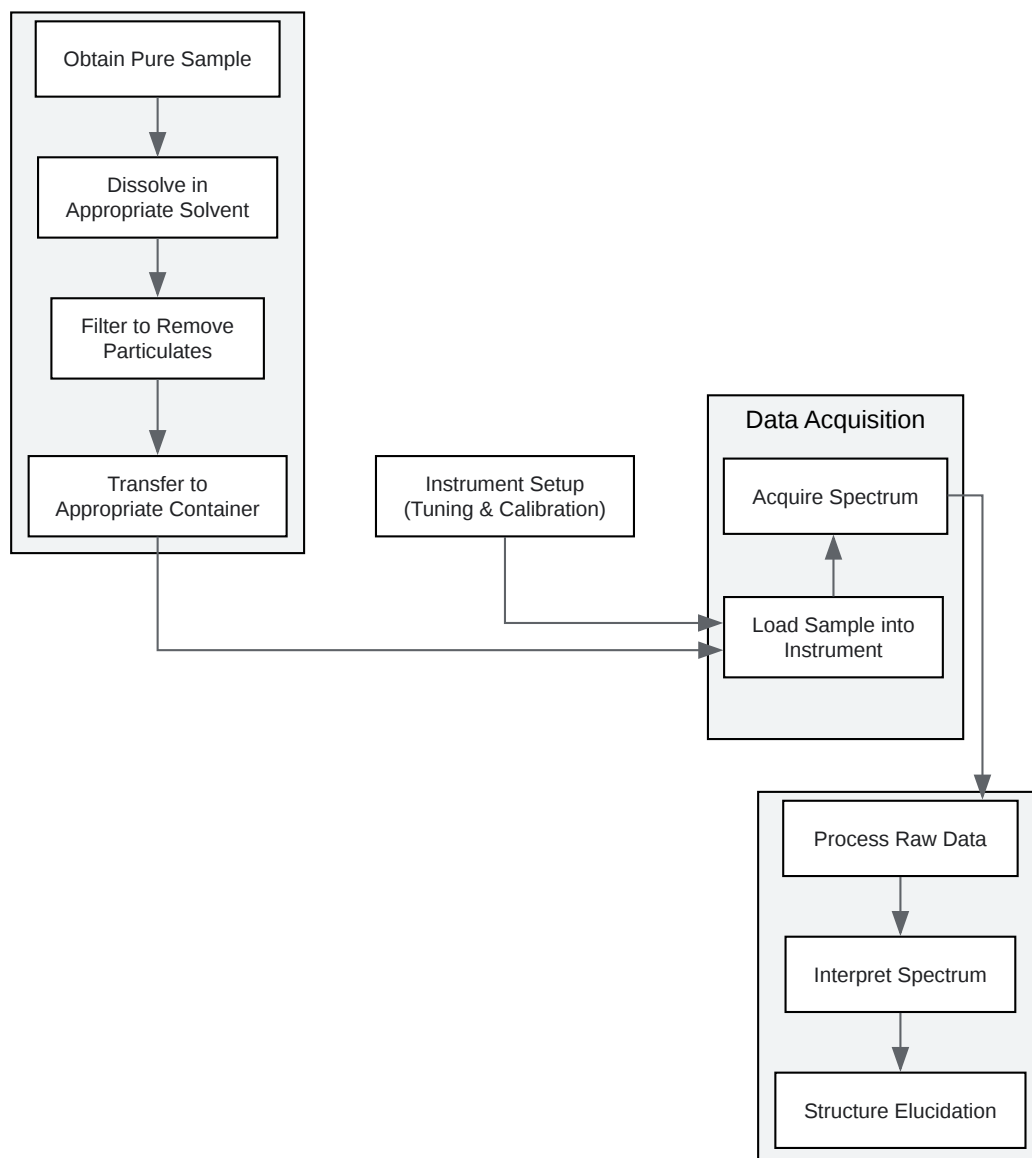 Obtain Pure Sample
Dissolve in
Appropriate Solvent
Filter to Remove
Particulates
Transfer to
Appropriate Container
Instrument Setup
(Tuning & Calibration)
Data Acquisition
Acquire Spectrum
Load Sample into
Instrument
Process Raw Data
Interpret Spectrum
Structure Elucidation